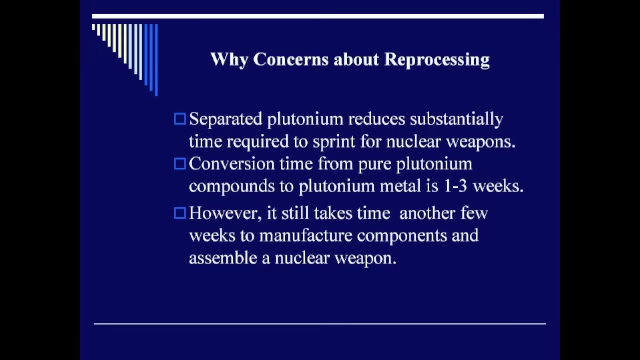 Why Concerns about Reprocessing
Separated plutonium reduces substantially
time required to sprint for nuclear weapons.
Conversion time from pure plutonium
compounds to plutonium metal is 1-3 weeks.
However, it still takes time another few
weeks to manufacture components and
assemble a nuclear weapon.